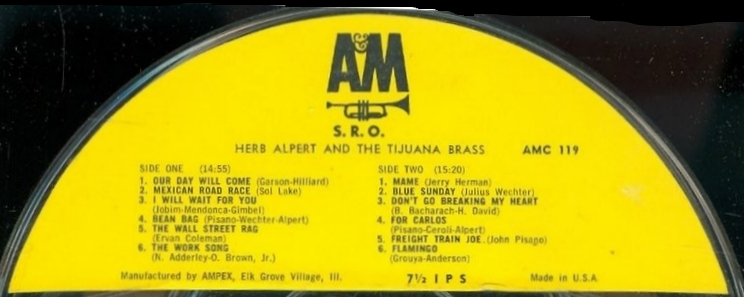 A&M
S.R.O.
HERB ALPERT AND THE TIJUANA BRASS AMC 119
SIDE ONE (14:55)
1. OUR DAY WILL COME (Garson-Hilliard)
2. MEXICAN ROAD RACE (Sol Lake)
3. I WILL WAIT FOR YOU
(Jobim-Mendonca-Gimbel)
4. BEAN BAG (Pisano-Wechter-Alpert)
5. THE WALL STREET RAG
(Ervan Coleman)
6. THE WORK SONG
(N. Adderley-O. Brown, Jr.)
SIDE TWO (15:20)
1. MAME (Jerry Herman)
2. BLUE SUNDAY (Julius Wechter)
3. DON'T GO BREAKING MY HEART
(B. Bacharach-H. David)
4. FOR CARLOS
(Pisano-Ceroli-Alpert)
5. FREIGHT TRAIN JOE (John Pisano)
6. FLAMINGO
(Grouya-Anderson)
Manufactured by AMPEX, Elk Grove Village, Ill. 7½ IPS Made in U.S.A.